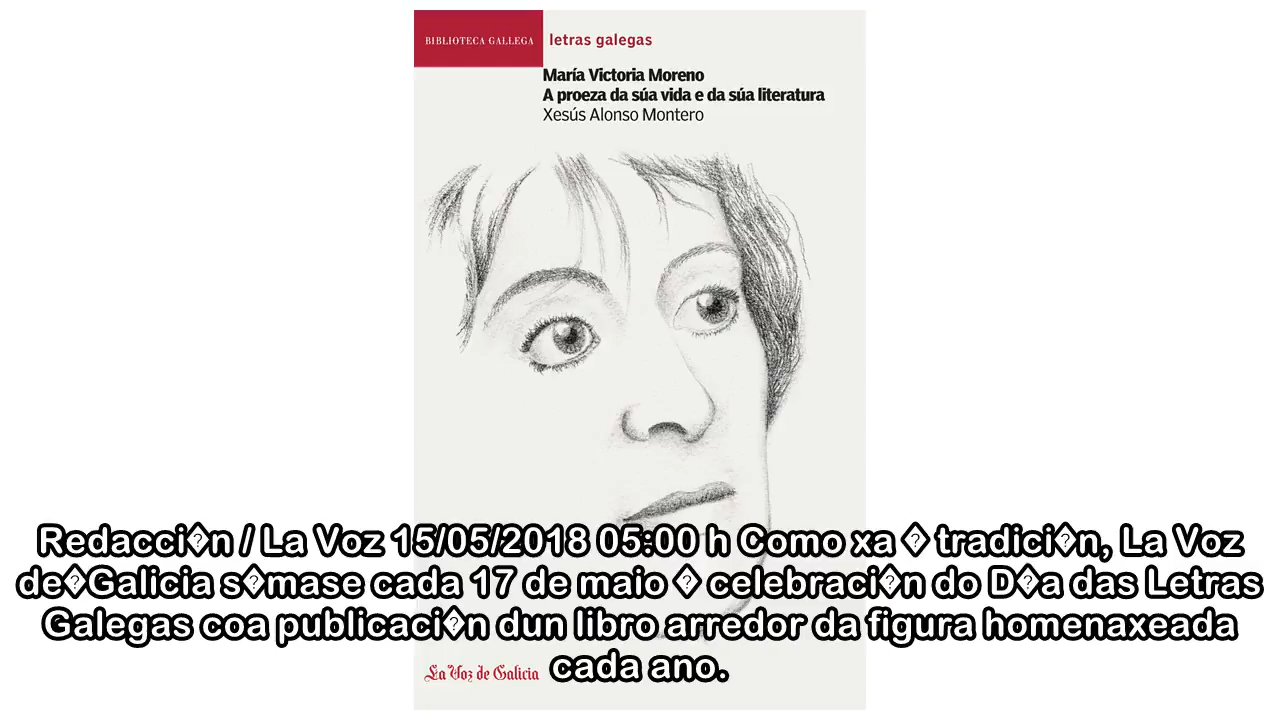 BIBLIOTECA GALLEGA
letras galegas
María Victoria Moreno
A proeza da súa vida e da súa literatura
Xesús Alonso Montero
Redacci�n / La Voz 15/05/2018 05:00 h Como xa � tradici�n, La Voz
de�Galicia s�mase cada 17 de maio � celebraci�n do D�a das Letras
Galegas coa publicaci�n dun libro arredor da figura homenaxeada
cada ano.
La Voz de Galicia